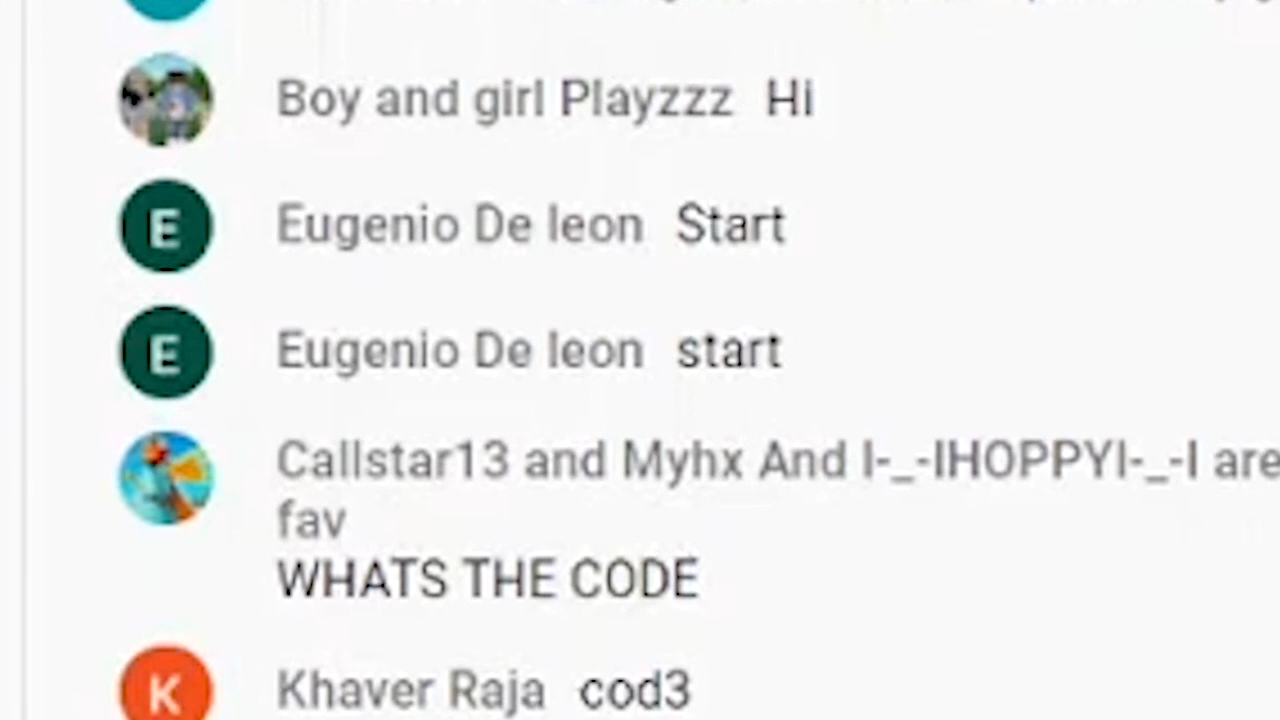 Boy and girl Playzzz Hi
E Eugenio De leon Start
E Eugenio De leon start
Callstar13 and Myhx And I-_-IHOPPYI-_-I are
fav
WHATS THE CODE
K Khaver Raja cod3